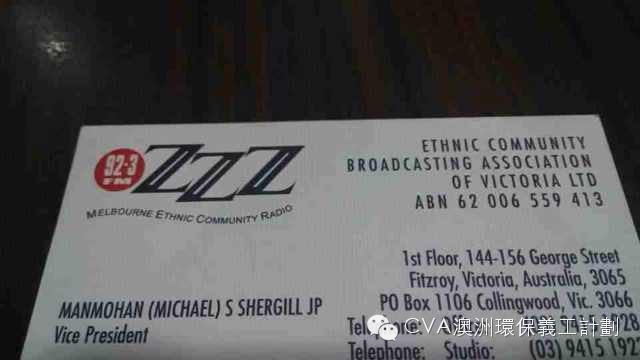 92.3
FM
ZZZ
MELBOURNE ETHNIC COMMUNITY RADIO
ETHNIC COMMUNITY
BROADCASTING ASSOCIATION
OF VICTORIA LTD
ABN 62 006 559 413
1st Floor, 144-156 George Street
Fitzroy, Victoria, Australia, 3065
PO Box 1106 Collingwood, Vic. 3066
MANMOHAN (MICHAEL) S SHERGILL JP
Vice President
Telephone:
Telephone: Studio: (03) 9415 192
CVA澳洲環保義工計劃